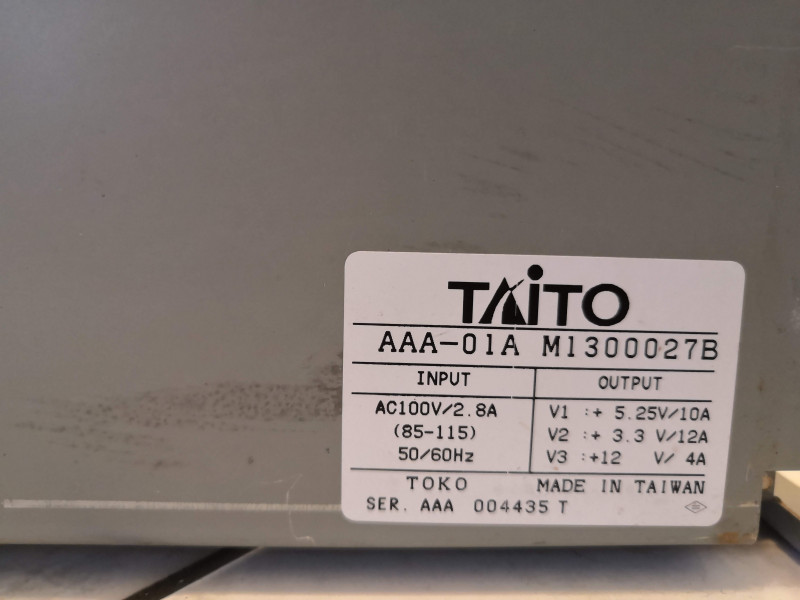 TAITO
AAA-01A M1300027B
INPUT OUTPUT
AC100V/2.8A V1 :+ 5.25V/10A
(85-115) V2 :+ 3.3 V/12A
50/60Hz V3 :+12 V/ 4A
TOKO MADE IN TAIWAN
SER. AAA 004435 T